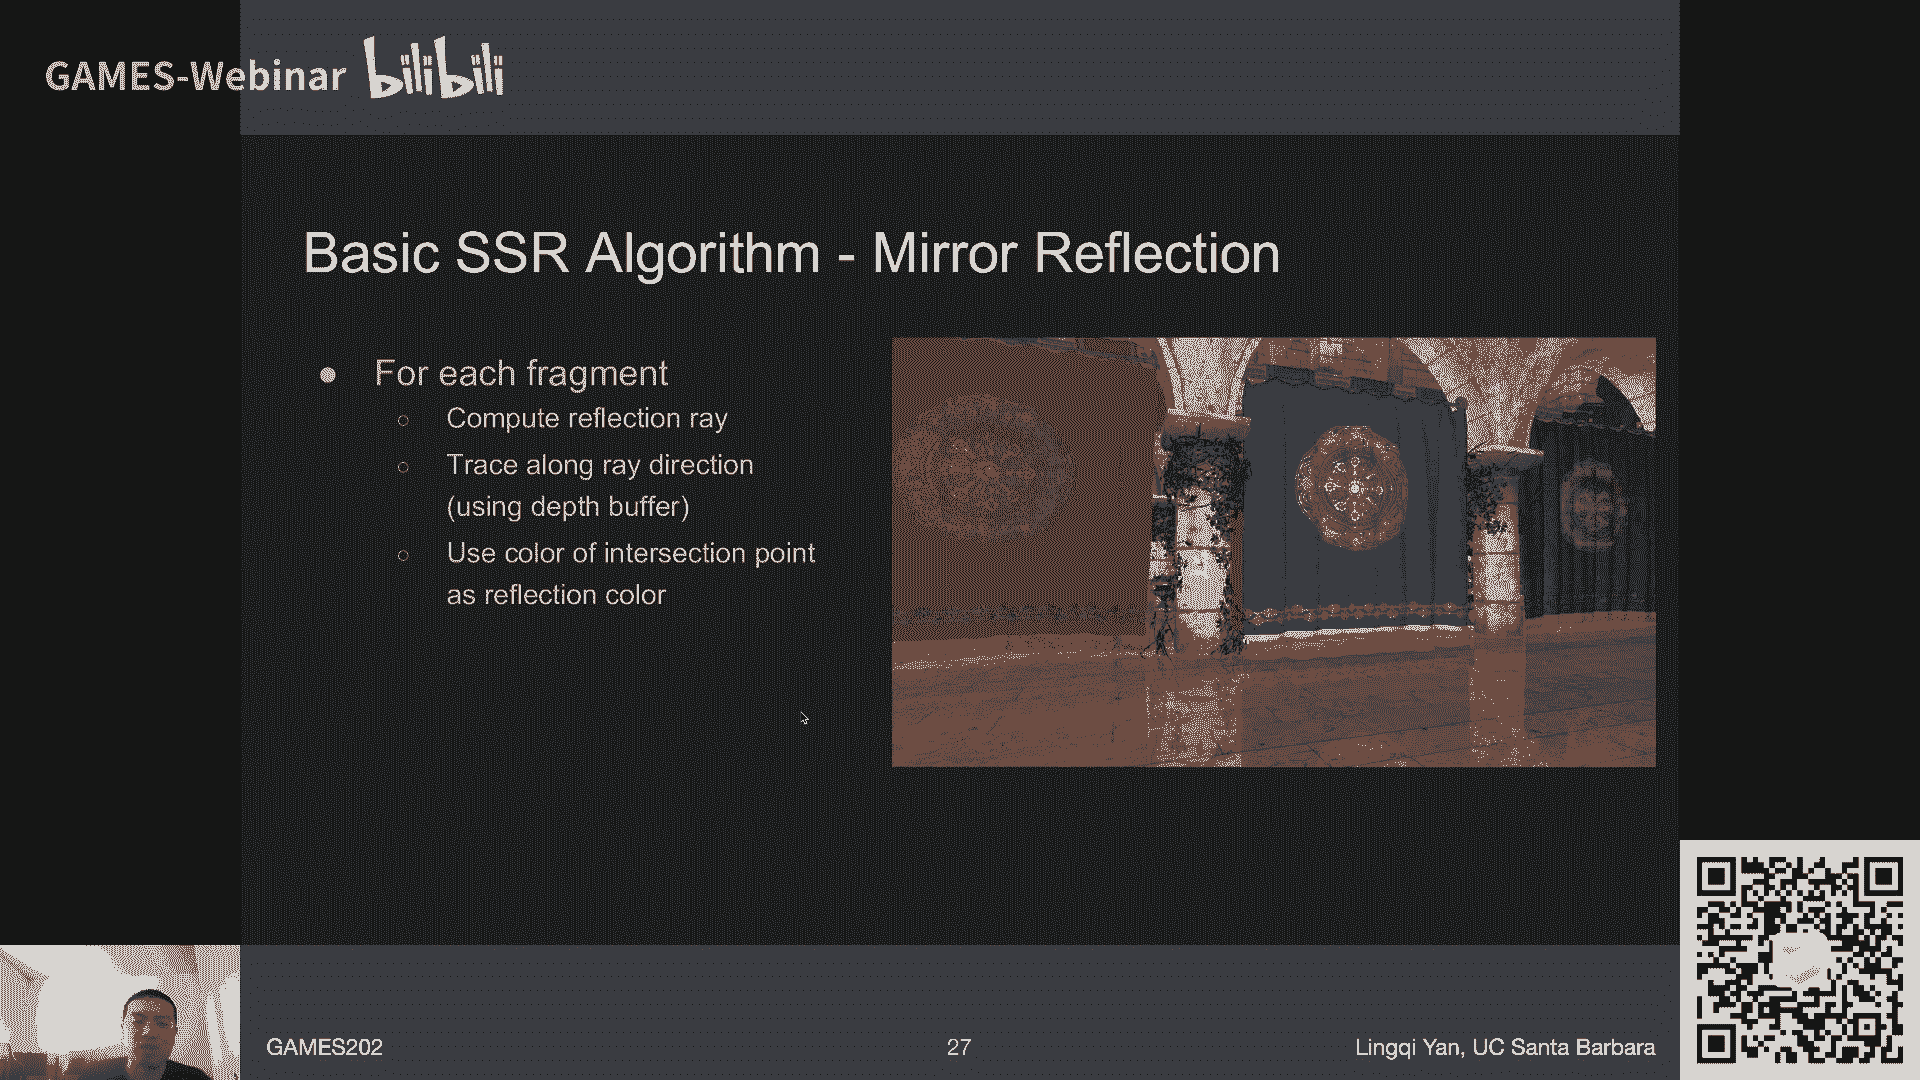 GAMES-Webinar bilibili
Basic SSR Algorithm - Mirror Reflection
● For each fragment
○ Compute reflection ray
○ Trace along ray direction
(using depth buffer)
○ Use color of intersection point
as reflection color
GAMES202
27
Lingqi Yan, UC Santa Barbara